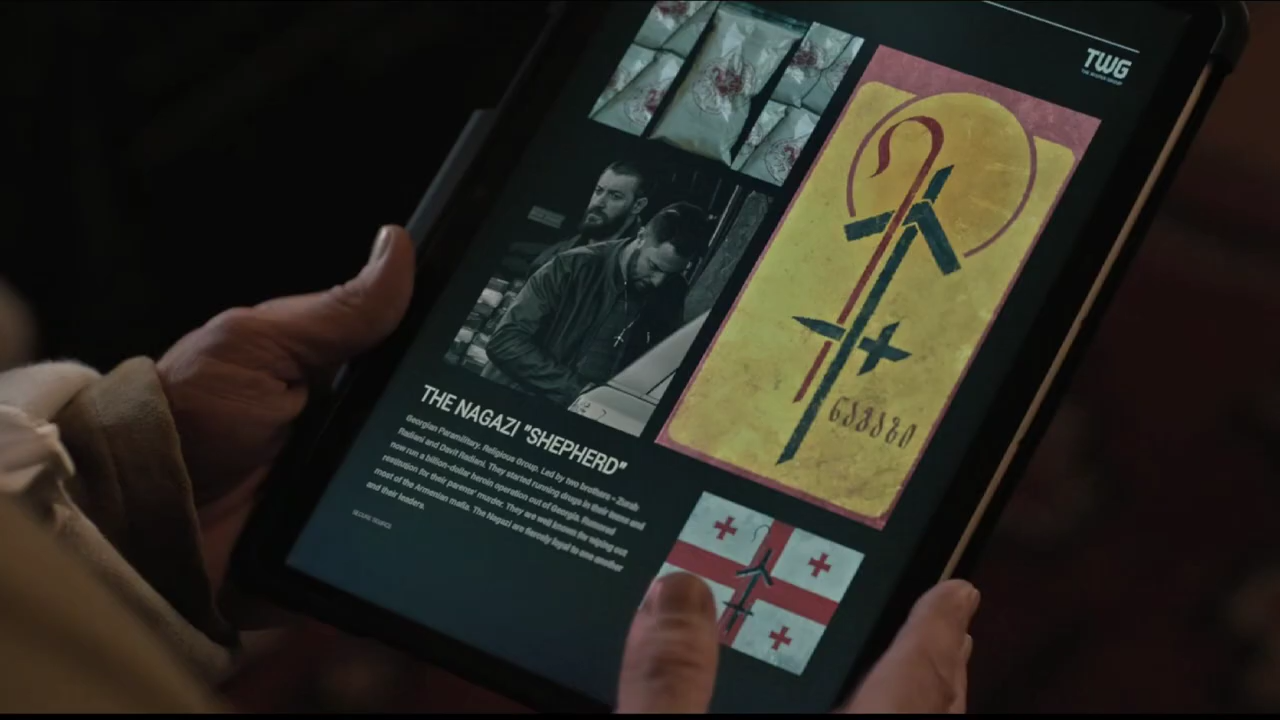 TWG
ნაგაზი
THE NAGAZI "SHEPHERD"
Georgian Paramilitary. Religious Group. Led by two brothers - Zurab
Radiani and Davit Radiani. They started running drugs in their teens and
now run a billion-dollar heroin operation out of Georgia. Rumored
retribution for their parents' murder. They are well known for wiping out
most of the Armenian mafia. The Nagazi are fiercely loyal to one another
and their leaders.